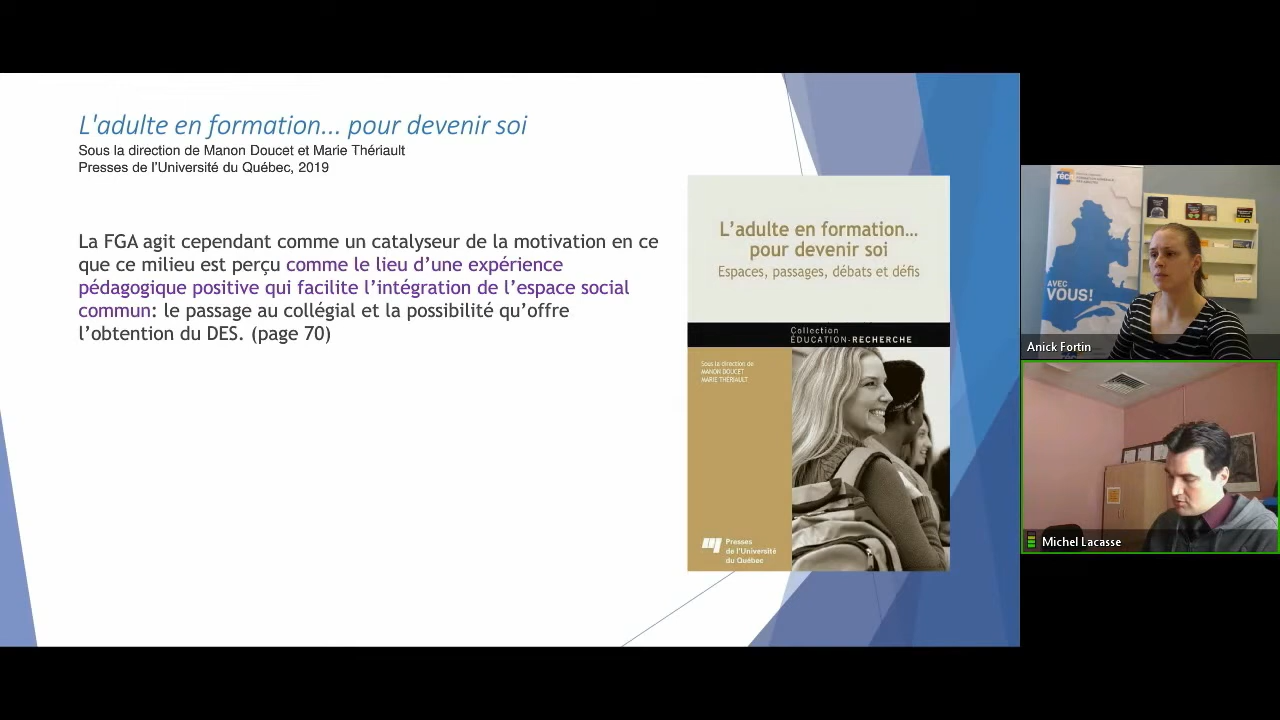 L'adulte en formation... pour devenir soi
Sous la direction de Manon Doucet et Marie Thériault
Presses de l'Université du Québec, 2019
La FGA agit cependant comme un catalyseur de la motivation en ce
que ce milieu est perçu comme le lieu d’une expérience
pédagogique positive qui facilite l’intégration de l’espace social
commun: le passage au collégial et la possibilité qu’offre
l’obtention du DES. (page 70)
L’adulte en formation...
pour devenir soi
Espaces, passages, débats et défis
Collection
ÉDUCATION-RECHERCHE
Sous la direction de
MANON DOUCET
MARIE THÉRIAULT
Presses
de l’Université
du Québec
récit
AVEC
VOUS!
Anick Fortin
Michel Lacasse